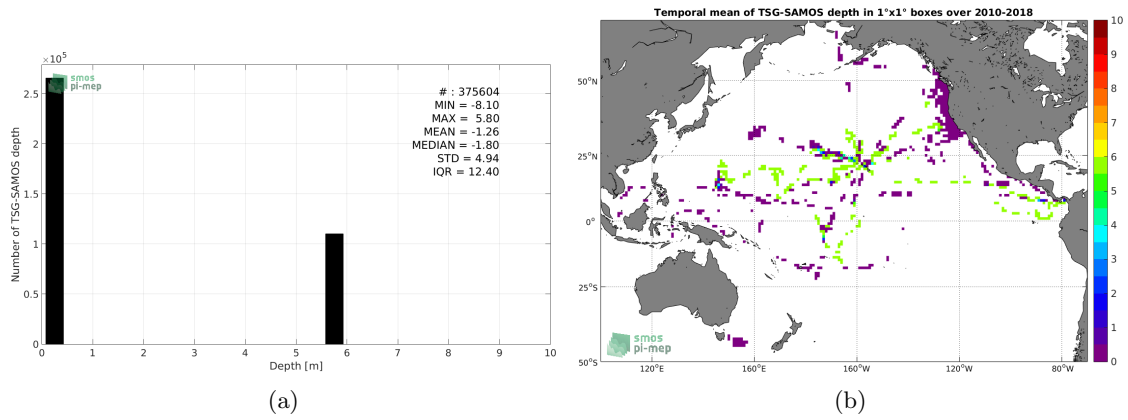 ×10⁵
smos
pi-mep
# : 375604
MIN = -8.10
MAX = 5.80
MEAN = -1.26
MEDIAN = -1.80
STD = 4.94
IQR = 12.40
Number of TSG-SAMOS depth
2.5
2
1.5
1
0.5
0
0 1 2 3 4 5 6 7 8 9 10
Depth [m]
(a)
Temporal mean of TSG-SAMOS depth in 1°x1° boxes over 2010-2018
50°N
25°N
0°
25°S
50°S
120°E 160°E 160°W 120°W 80°W
smos
pi-mep
10
9
8
7
6
5
4
3
2
1
0
(b)